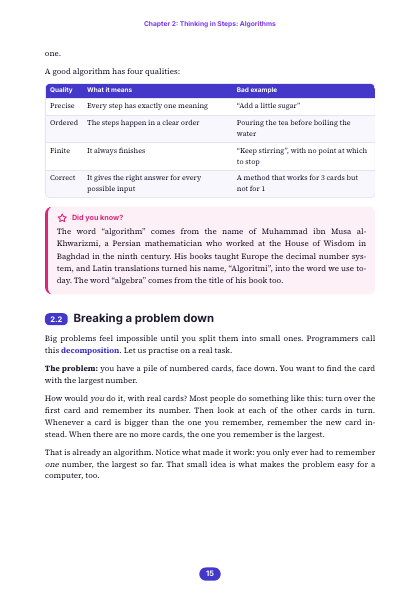 Chapter 2: Thinking in Steps: Algorithms
one.
A good algorithm has four qualities:
Quality What it means Bad example
Precise Every step has exactly one meaning “Add a little sugar”
Ordered The steps happen in a clear order Pouring the tea before boiling the
water
Finite It always finishes “Keep stirring”, with no point at which
to stop
Correct It gives the right answer for every A method that works for 3 cards but
possible input not for 1
Did you know?
The word “algorithm” comes from the name of Muhammad ibn Musa al-
Khwarizmi, a Persian mathematician who worked at the House of Wisdom in
Baghdad in the ninth century. His books taught Europe the decimal number sys-
tem, and Latin translations turned his name, “Algoritmi”, into the word we use to-
day. The word “algebra” comes from the title of his book too.
2.2 Breaking a problem down
Big problems feel impossible until you split them into small ones. Programmers call
this decomposition. Let us practise on a real task.
The problem: you have a pile of numbered cards, face down. You want to find the card
with the largest number.
How would you do it, with real cards? Most people do something like this: turn over the
first card and remember its number. Then look at each of the other cards in turn.
Whenever a card is bigger than the one you remember, remember the new card in-
stead. When there are no more cards, the one you remember is the largest.
That is already an algorithm. Notice what made it work: you only ever had to remember
one number, the largest so far. That small idea is what makes the problem easy for a
computer, too.
15